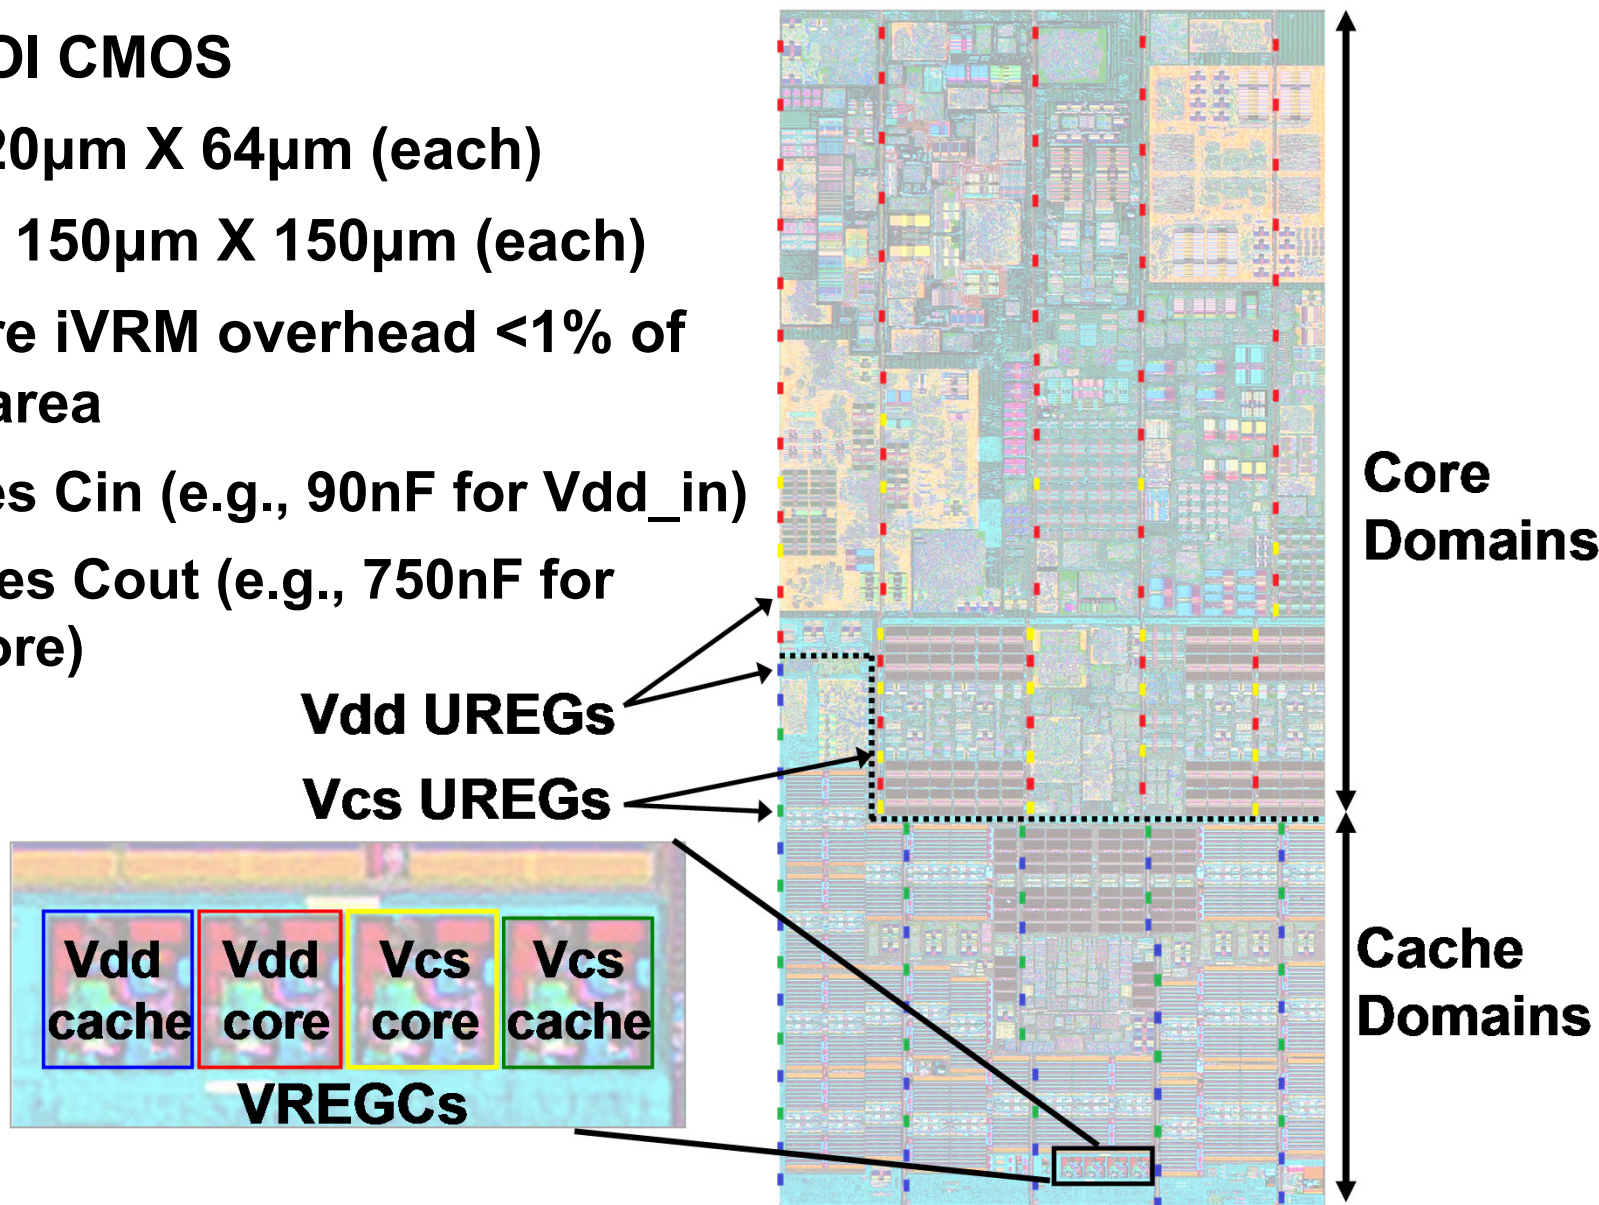 OI CMOS
20µm X 64µm (each)
150µm X 150µm (each)
re iVRM overhead <1% of
area
es Cin (e.g., 90nF for Vdd_in)
es Cout (e.g., 750nF for
ore)
Vdd UREGs
Vcs UREGs
Core
Domains
Cache
Domains
Vdd
cache
Vdd
core
Vcs
core
Vcs
cache
VREGCs